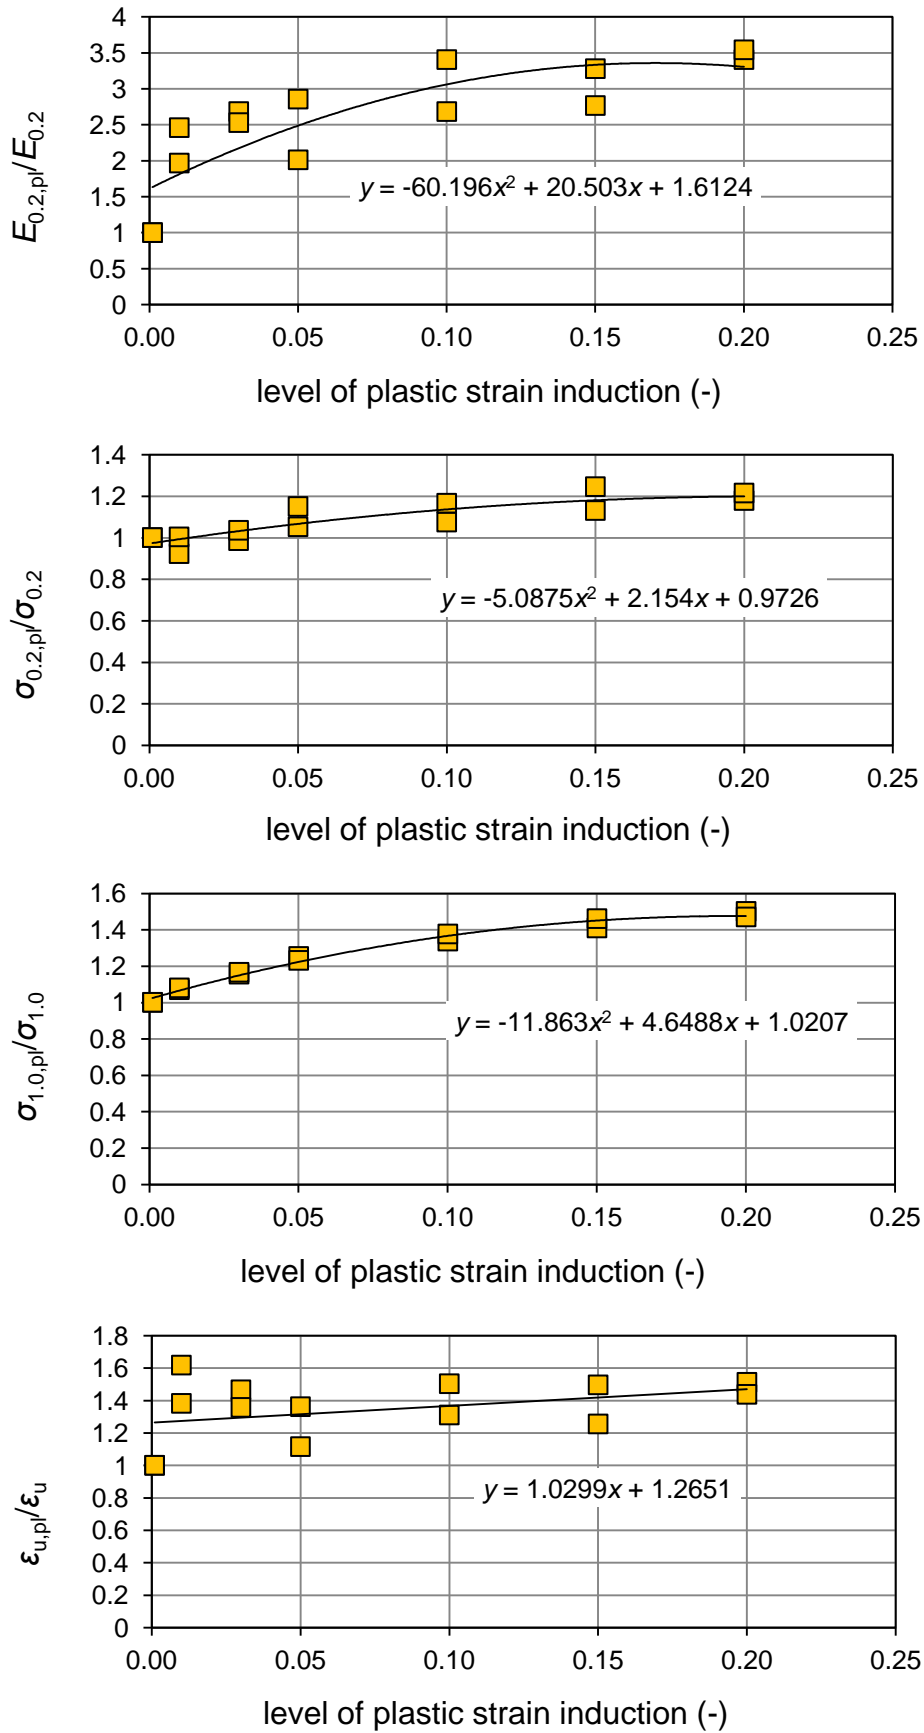 4
3.5
3
2.5
2
1.5
1
0.5
0
E0.2,pl/E0.2
y = -60.196x² + 20.503x + 1.6124
0.00 0.05 0.10 0.15 0.20 0.25
level of plastic strain induction (-)
1.4
1.2
1
0.8
0.6
0.4
0.2
0
σ0.2,pl/σ0.2
y = -5.0875x² + 2.154x + 0.9726
0.00 0.05 0.10 0.15 0.20 0.25
level of plastic strain induction (-)
1.6
1.4
1.2
1
0.8
0.6
0.4
0.2
0
σ1.0,pl/σ1.0
y = -11.863x² + 4.6488x + 1.0207
0.00 0.05 0.10 0.15 0.20 0.25
level of plastic strain induction (-)
1.8
1.6
1.4
1.2
1
0.8
0.6
0.4
0.2
0
εu,pl/εu
y = 1.0299x + 1.2651
0.00 0.05 0.10 0.15 0.20 0.25
level of plastic strain induction (-)